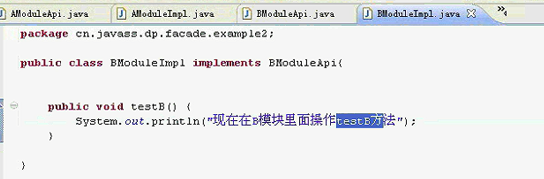 AModuleApi.java AModuleImpl.java BModuleApi.java BModuleImpl.java
package cn.javass.dp.facade.example2;
public class BModuleImpl implements BModuleApi{
public void testB() {
System.out.println("现在在B模块里面操作testB方法");
}
}